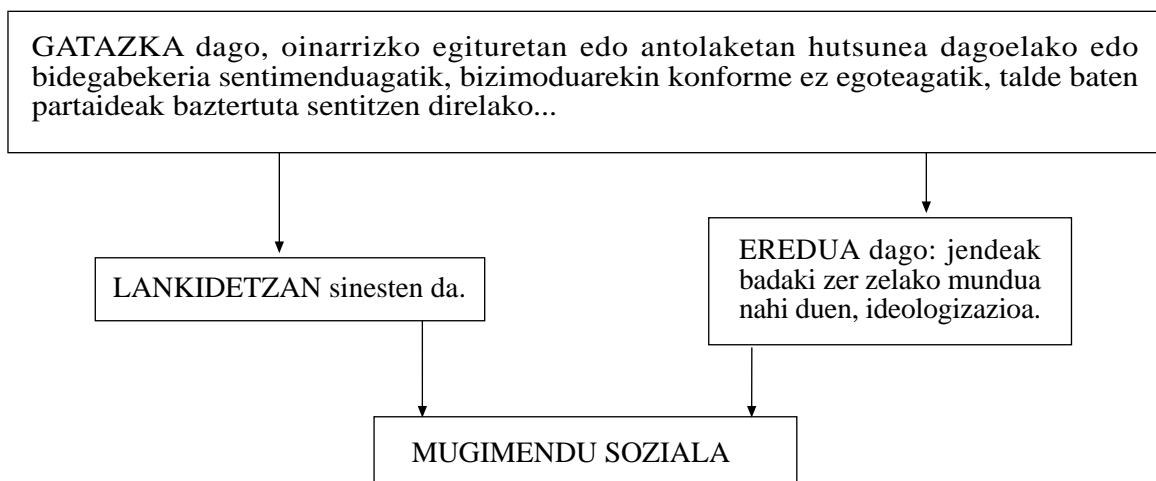 GATAZKA dago, oinarrizko egituretan edo antolaketan hutsunea dagoelako edo
bidegabekeria sentimenduagatik, bizimoduarekin konforme ez egoteagatik, talde baten
partaideak baztertuta sentitzen direlako...
LANKIDETZAN sinesten da.
EREDUA dago: jendeak
badaki zer zelako mundua
nahi duen, ideologizazioa.
MUGIMENDU SOZIALA